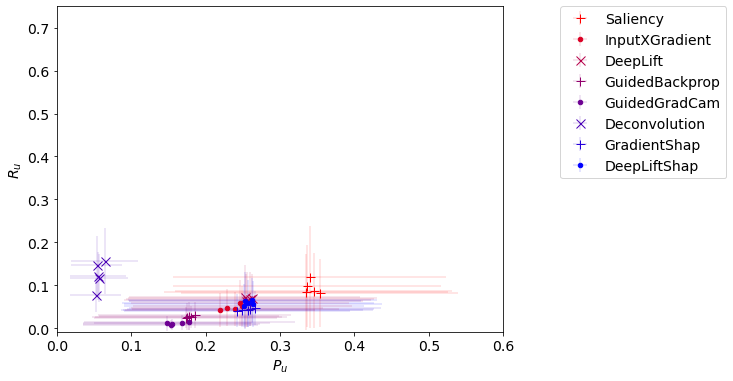 0.7
0.6
0.5
0.4
0.3
0.2
0.1
0.0
R_u
0.0 0.1 0.2 0.3 0.4 0.5 0.6
P_u
Saliency
InputXGradient
DeepLift
GuidedBackprop
GuidedGradCam
Deconvolution
GradientShap
DeepLiftShap